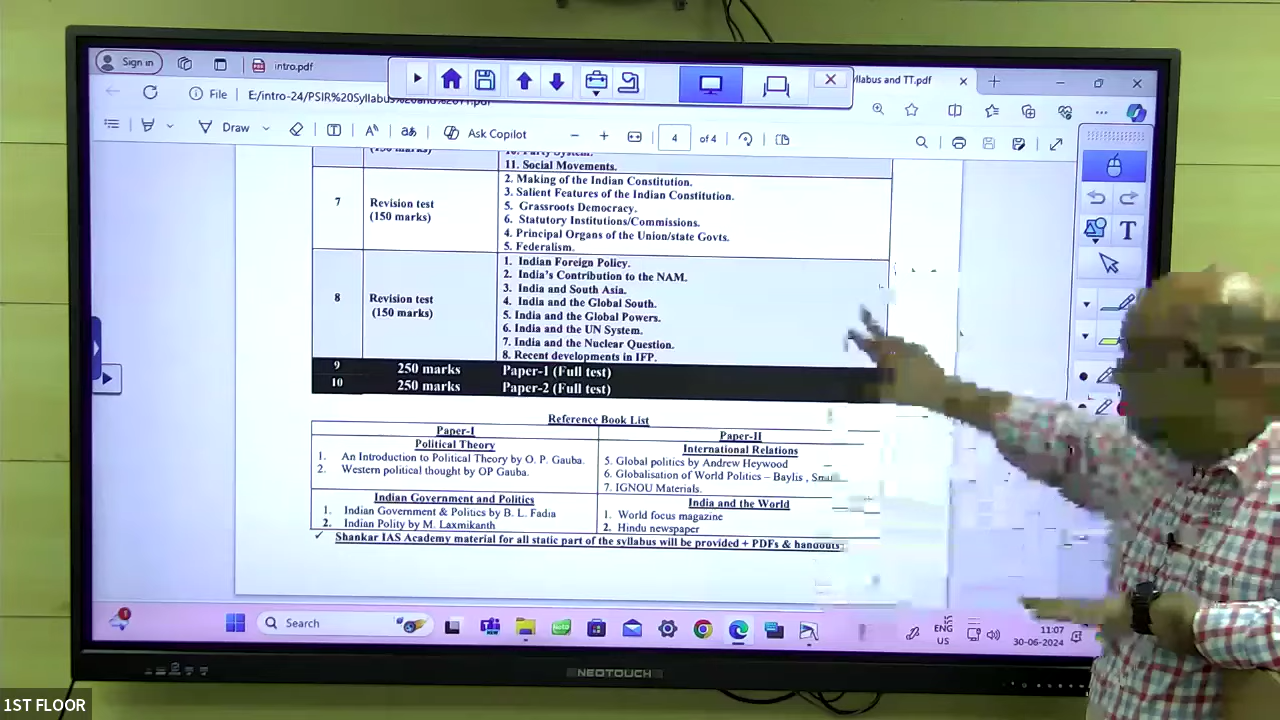 Sign in
intro.pdf
llabus and TT.pdf
File
E:/intro-24/PSIR%20Syllabus%20and%20TT.pdf
Draw
Ask Copilot
4 of 4
10. Party System.
(150 marks)
11. Social Movements.
7
Revision test
(150 marks)
2. Making of the Indian Constitution.
3. Salient Features of the Indian Constitution.
5. Grassroots Democracy.
6. Statutory Institutions/Commissions.
4. Principal Organs of the Union/state Govts.
5. Federalism.
8
Revision test
(150 marks)
1. Indian Foreign Policy.
2. India's Contribution to the NAM.
3. India and South Asia.
4. India and the Global South.
5. India and the Global Powers.
6. India and the UN System.
7. India and the Nuclear Question.
8. Recent developments in IFP.
9 250 marks Paper-1 (Full test)
10 250 marks Paper-2 (Full test)
Reference Book List
Paper-I
Political Theory
1. An Introduction to Political Theory by O. P. Gauba.
2. Western political thought by OP Gauba.
Paper-II
International Relations
5. Global politics by Andrew Heywood
6. Globalisation of World Politics – Baylis ,
7. IGNOU Materials.
Indian Government and Politics
1. Indian Government & Politics by B. L. Fadia
2. Indian Polity by M. Laxmikanth
India and the World
1. World focus magazine
2. Hindu newspaper
✓ Shankar IAS Academy material for all static part of the syllabus will be provided + PDFs & handouts
Search
ENG
US
11:07
30-06-2024
NEOTOUCH
1ST FLOOR